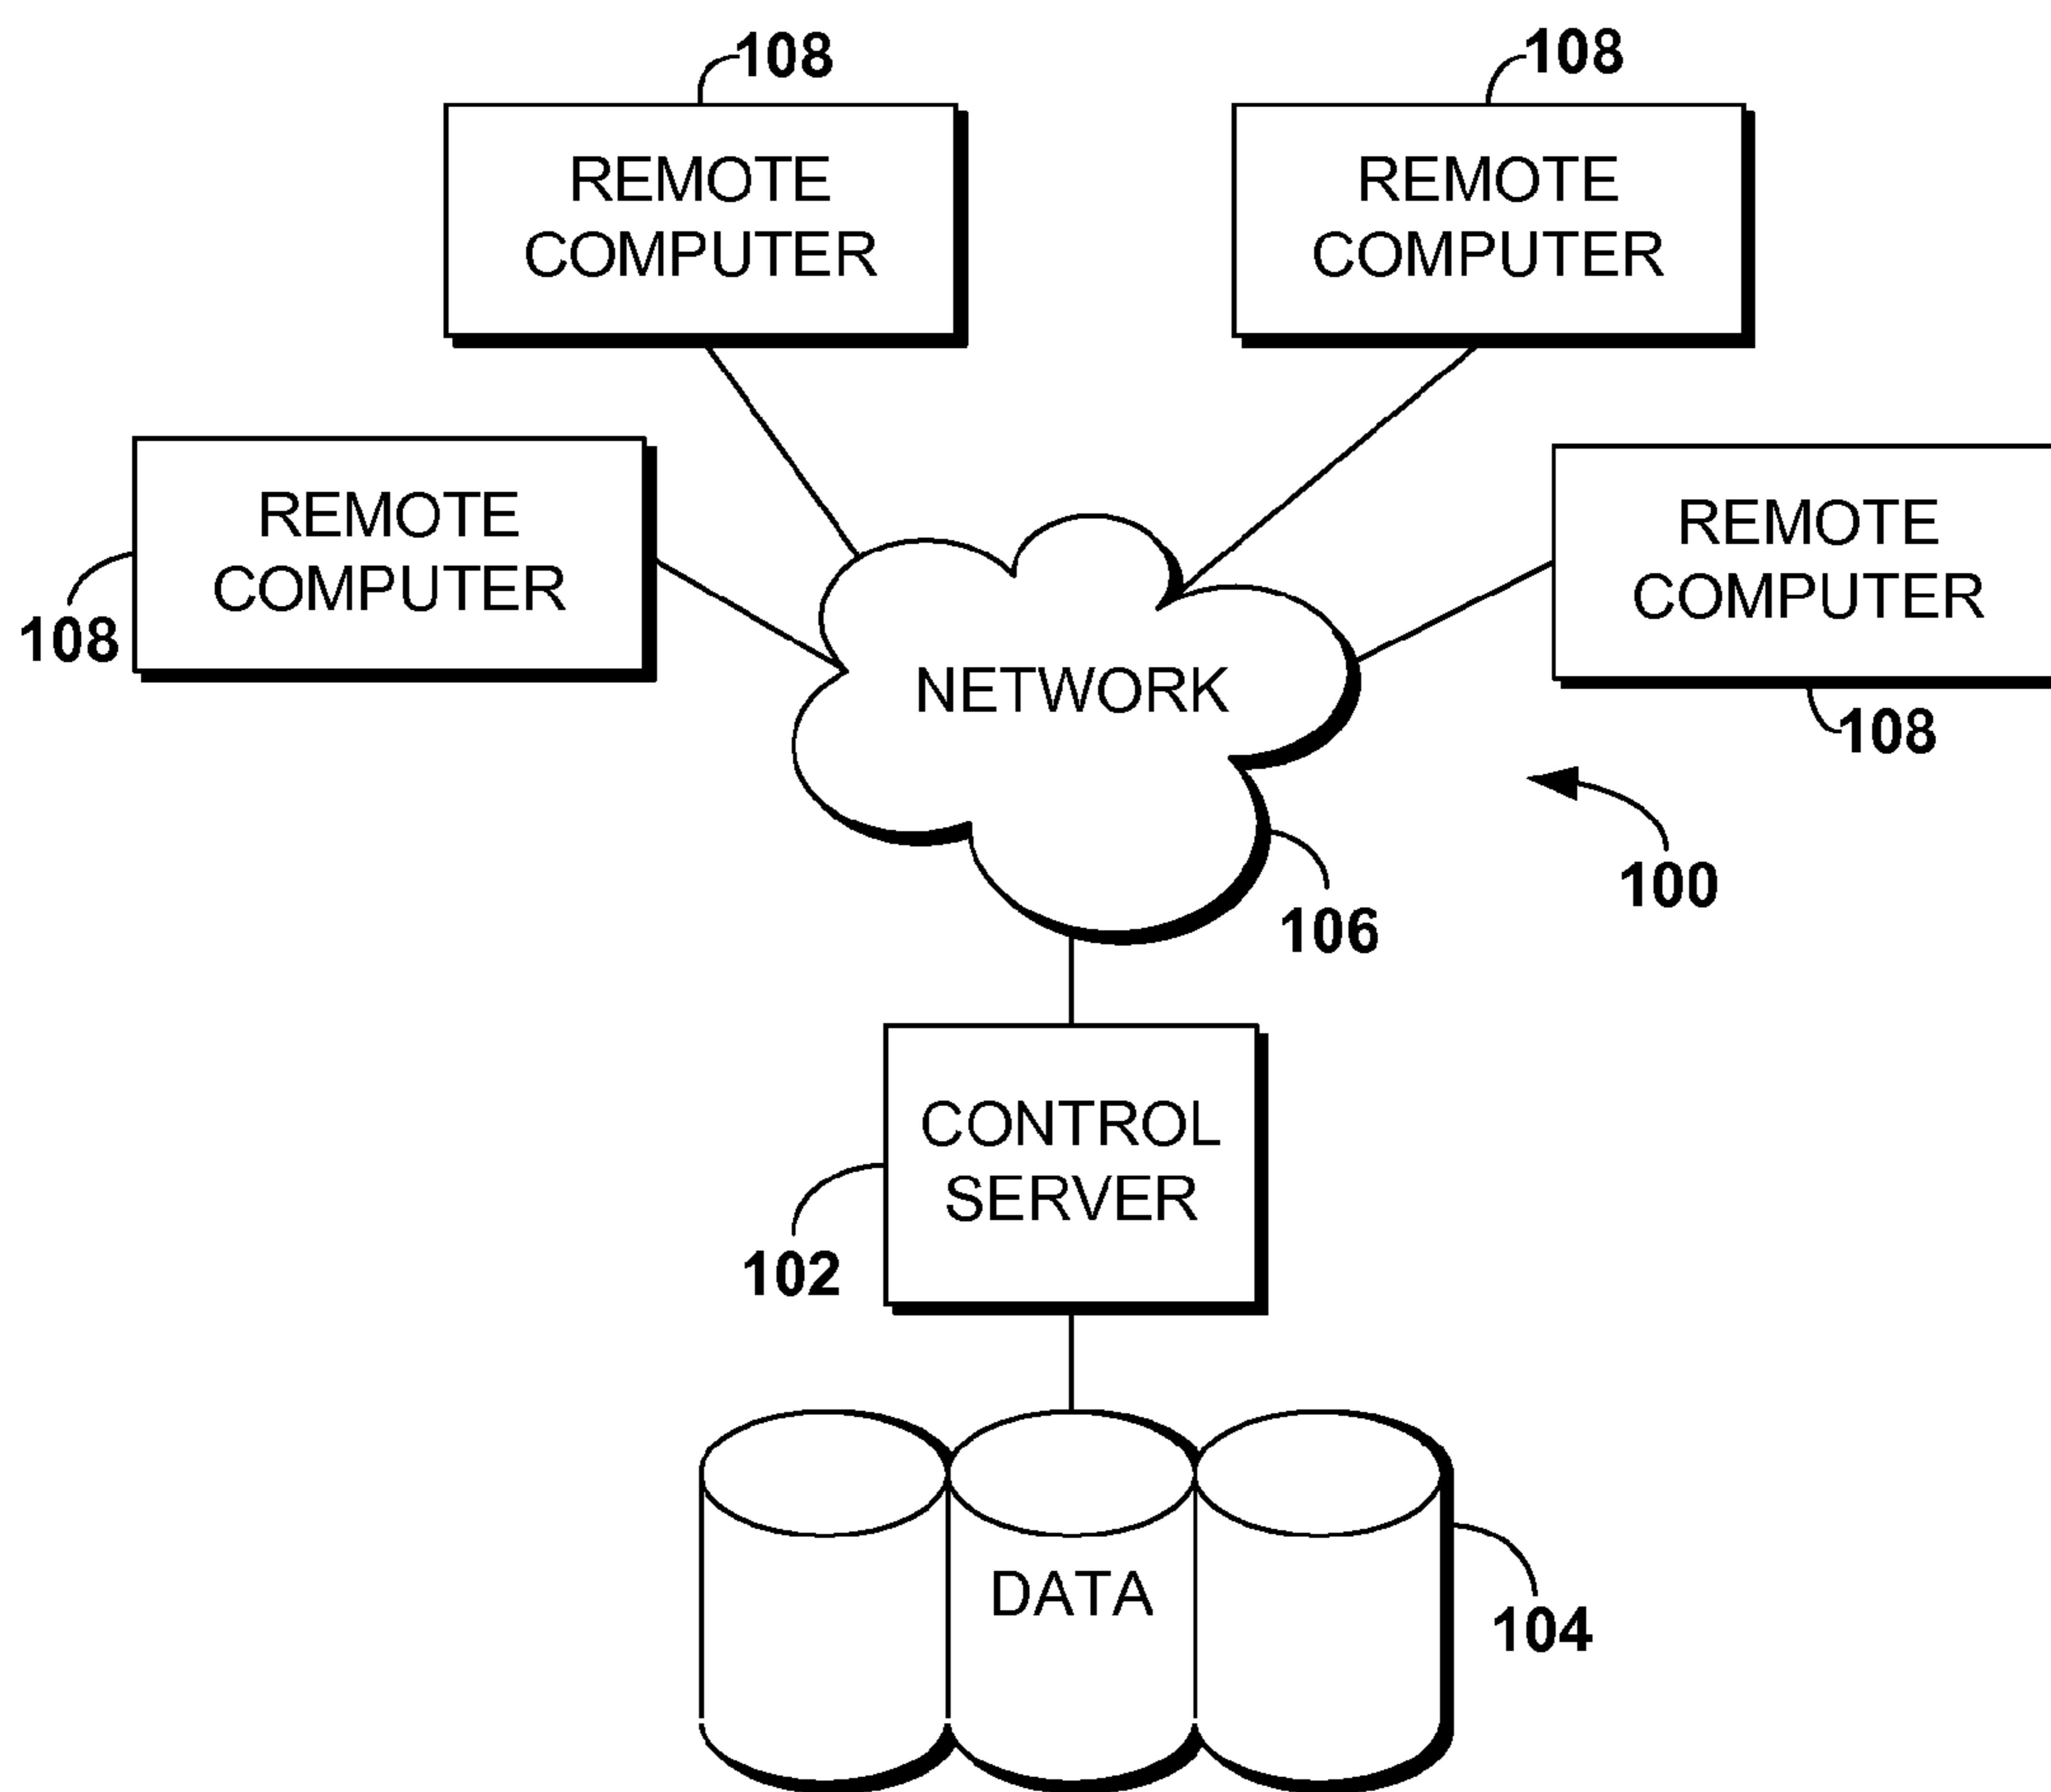 108
108
REMOTE
COMPUTER
REMOTE
COMPUTER
REMOTE
COMPUTER
108
REMOTE
COMPUTER
108
NETWORK
100
106
CONTROL
SERVER
102
DATA
104